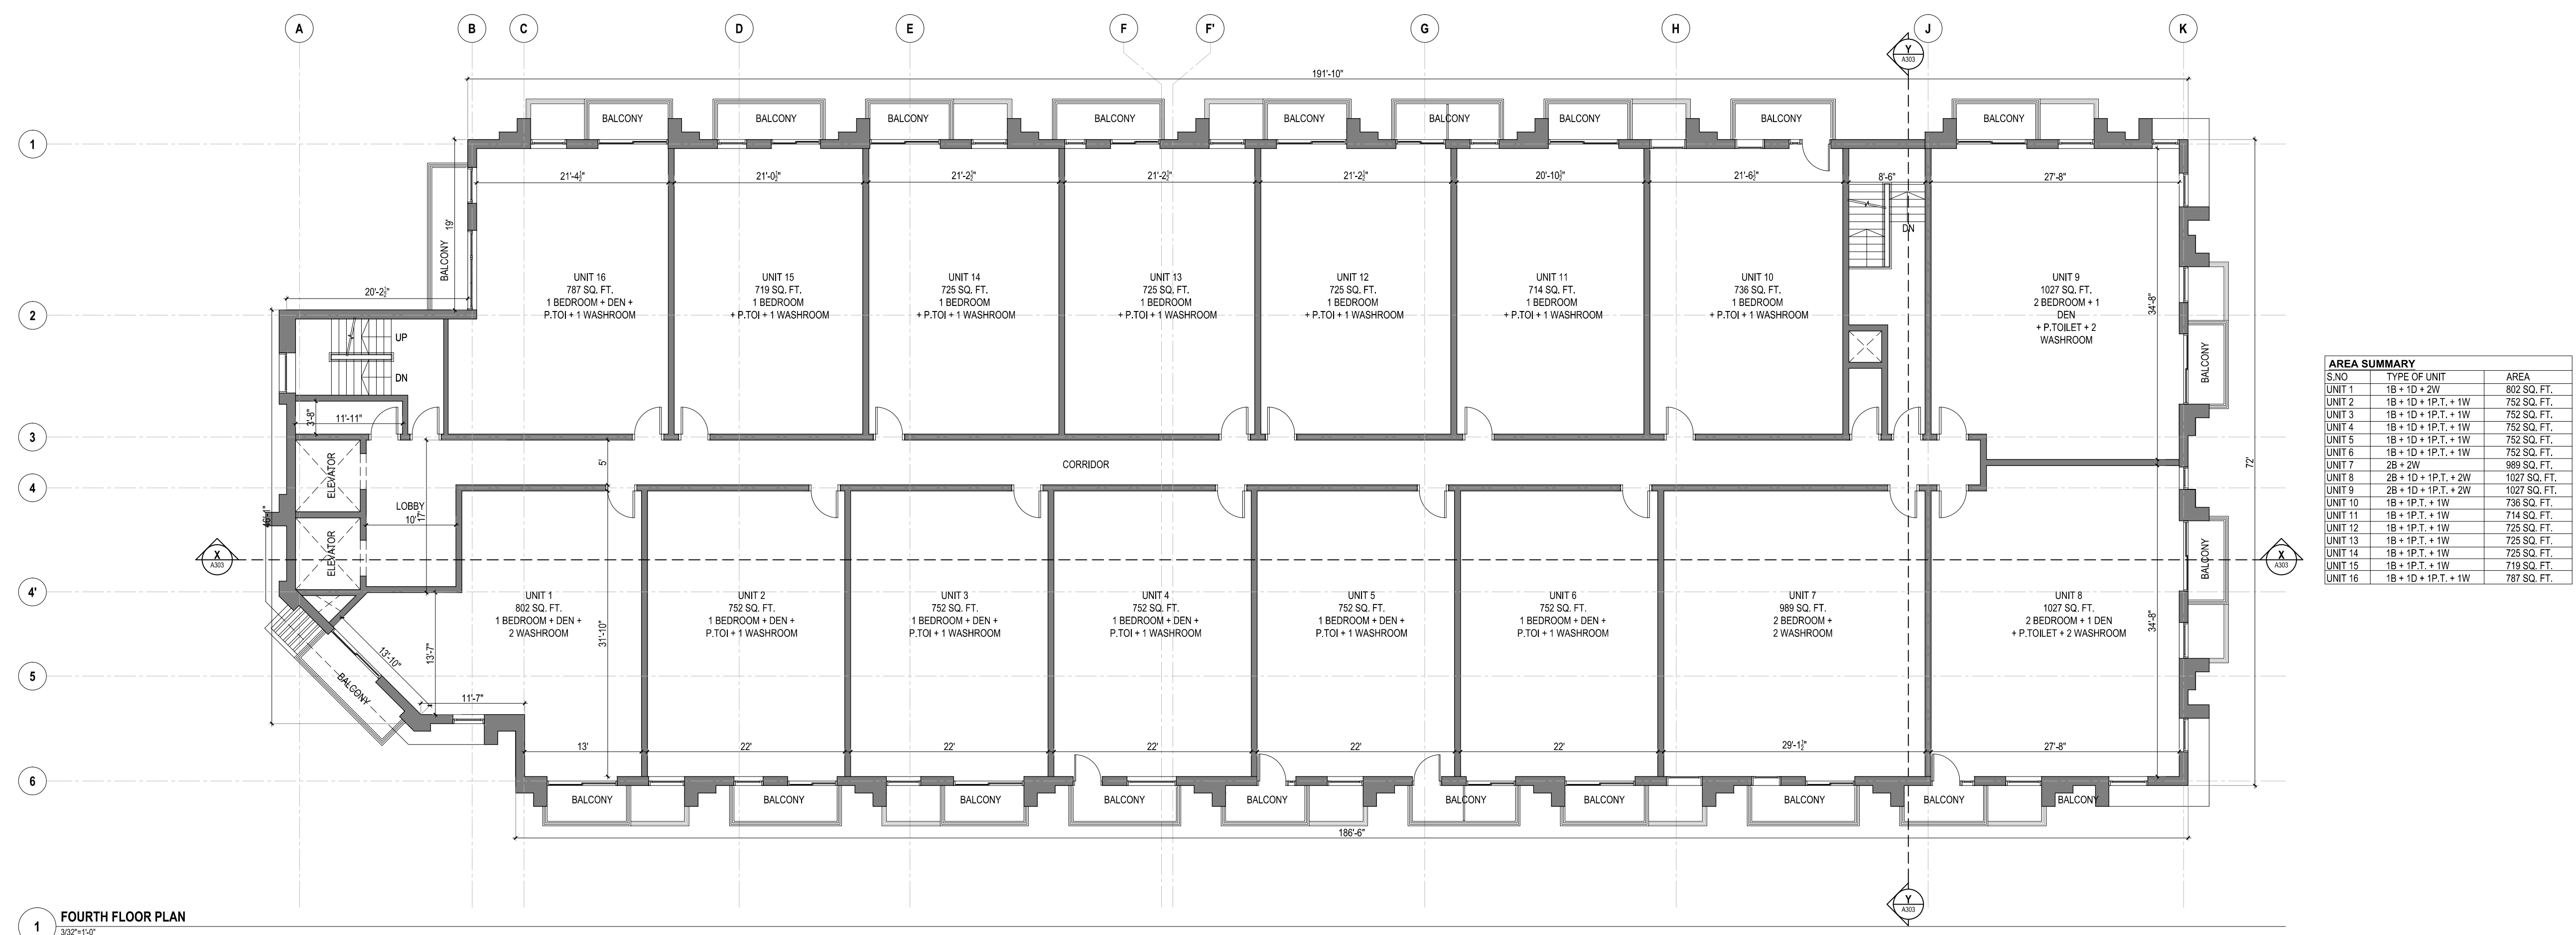 A B C D E F F' G H J K
Y
A303
191'-10"
BALCONY BALCONY BALCONY BALCONY BALCONY BALCONY BALCONY BALCONY BALCONY
1
21'-4½" 21'-0½" 21'-2½" 21'-2½" 21'-2½" 20'-10½" 21'-6½" 8'-6" 27'-8"
19'
BALCONY
DN
20'-2½"
UNIT 16
787 SQ. FT.
1 BEDROOM + DEN +
P.TOI + 1 WASHROOM
UNIT 15
719 SQ. FT.
1 BEDROOM
+ P.TOI + 1 WASHROOM
UNIT 14
725 SQ. FT.
1 BEDROOM
+ P.TOI + 1 WASHROOM
UNIT 13
725 SQ. FT.
1 BEDROOM
+ P.TOI + 1 WASHROOM
UNIT 12
725 SQ. FT.
1 BEDROOM
+ P.TOI + 1 WASHROOM
UNIT 11
714 SQ. FT.
1 BEDROOM
+ P.TOI + 1 WASHROOM
UNIT 10
736 SQ. FT.
1 BEDROOM
+ P.TOI + 1 WASHROOM
UNIT 9
1027 SQ. FT.
2 BEDROOM + 1
DEN
+ P.TOILET + 2
WASHROOM
34'-8"
BALCONY
2
UP
DN
3'-8"
11'-11"
3
ELEVATOR
5'
CORRIDOR
72'
4
LOBBY
10'
17'
46'-1"
ELEVATOR
X
A303
X
A303
BALCONY
4'
UNIT 1
802 SQ. FT.
1 BEDROOM + DEN +
2 WASHROOM
UNIT 2
752 SQ. FT.
1 BEDROOM + DEN +
P.TOI + 1 WASHROOM
UNIT 3
752 SQ. FT.
1 BEDROOM + DEN +
P.TOI + 1 WASHROOM
UNIT 4
752 SQ. FT.
1 BEDROOM + DEN +
P.TOI + 1 WASHROOM
UNIT 5
752 SQ. FT.
1 BEDROOM + DEN +
P.TOI + 1 WASHROOM
UNIT 6
752 SQ. FT.
1 BEDROOM + DEN +
P.TOI + 1 WASHROOM
UNIT 7
989 SQ. FT.
2 BEDROOM +
2 WASHROOM
UNIT 8
1027 SQ. FT.
2 BEDROOM + 1 DEN
+ P.TOILET + 2 WASHROOM
34'-8"
31'-10"
13'-7"
13'-10"
BALCONY
5
11'-7"
13' 22' 22' 22' 22' 22' 29'-1½" 27'-8"
6
BALCONY BALCONY BALCONY BALCONY BALCONY BALCONY BALCONY BALCONY BALCONY BALCONY
186'-6"
Y
A303
1
FOURTH FLOOR PLAN
3/32"=1'-0"
AREA SUMMARY
S.NO TYPE OF UNIT AREA
UNIT 1 1B + 1D + 2W 802 SQ. FT.
UNIT 2 1B + 1D + 1P.T. + 1W 752 SQ. FT.
UNIT 3 1B + 1D + 1P.T. + 1W 752 SQ. FT.
UNIT 4 1B + 1D + 1P.T. + 1W 752 SQ. FT.
UNIT 5 1B + 1D + 1P.T. + 1W 752 SQ. FT.
UNIT 6 1B + 1D + 1P.T. + 1W 752 SQ. FT.
UNIT 7 2B + 2W 989 SQ. FT.
UNIT 8 2B + 1D + 1P.T. + 2W 1027 SQ. FT.
UNIT 9 2B + 1D + 1P.T. + 2W 1027 SQ. FT.
UNIT 10 1B + 1P.T. + 1W 736 SQ. FT.
UNIT 11 1B + 1P.T. + 1W 714 SQ. FT.
UNIT 12 1B + 1P.T. + 1W 725 SQ. FT.
UNIT 13 1B + 1P.T. + 1W 725 SQ. FT.
UNIT 14 1B + 1P.T. + 1W 725 SQ. FT.
UNIT 15 1B + 1P.T. + 1W 719 SQ. FT.
UNIT 16 1B + 1D + 1P.T. + 1W 787 SQ. FT.